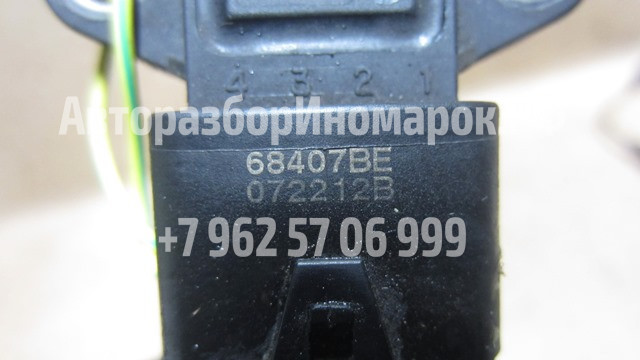 4 3 2 1
АвторазборИномарок
68407BE
072212B
+7 962 57 06 999